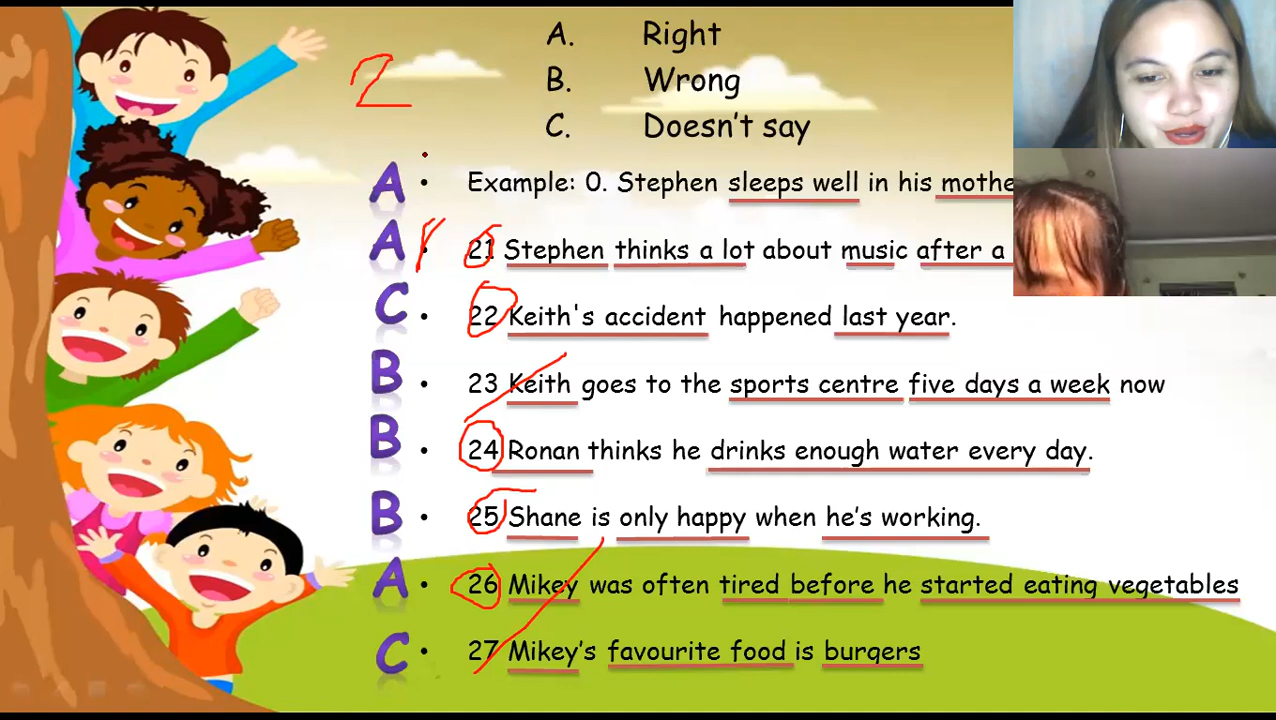 2
A. Right
B. Wrong
C. Doesn't say
A • Example: 0. Stephen sleeps well in his
A • 21 Stephen thinks a lot about music after a
C • 22 Keith's accident happened last year.
B • 23 Keith goes to the sports centre five days a week now
B • 24 Ronan thinks he drinks enough water every day.
B • 25 Shane is only happy when he's working.
A • 26 Mikey was often tired before he started eating vegetables
C • 27 Mikey's favourite food is burgers